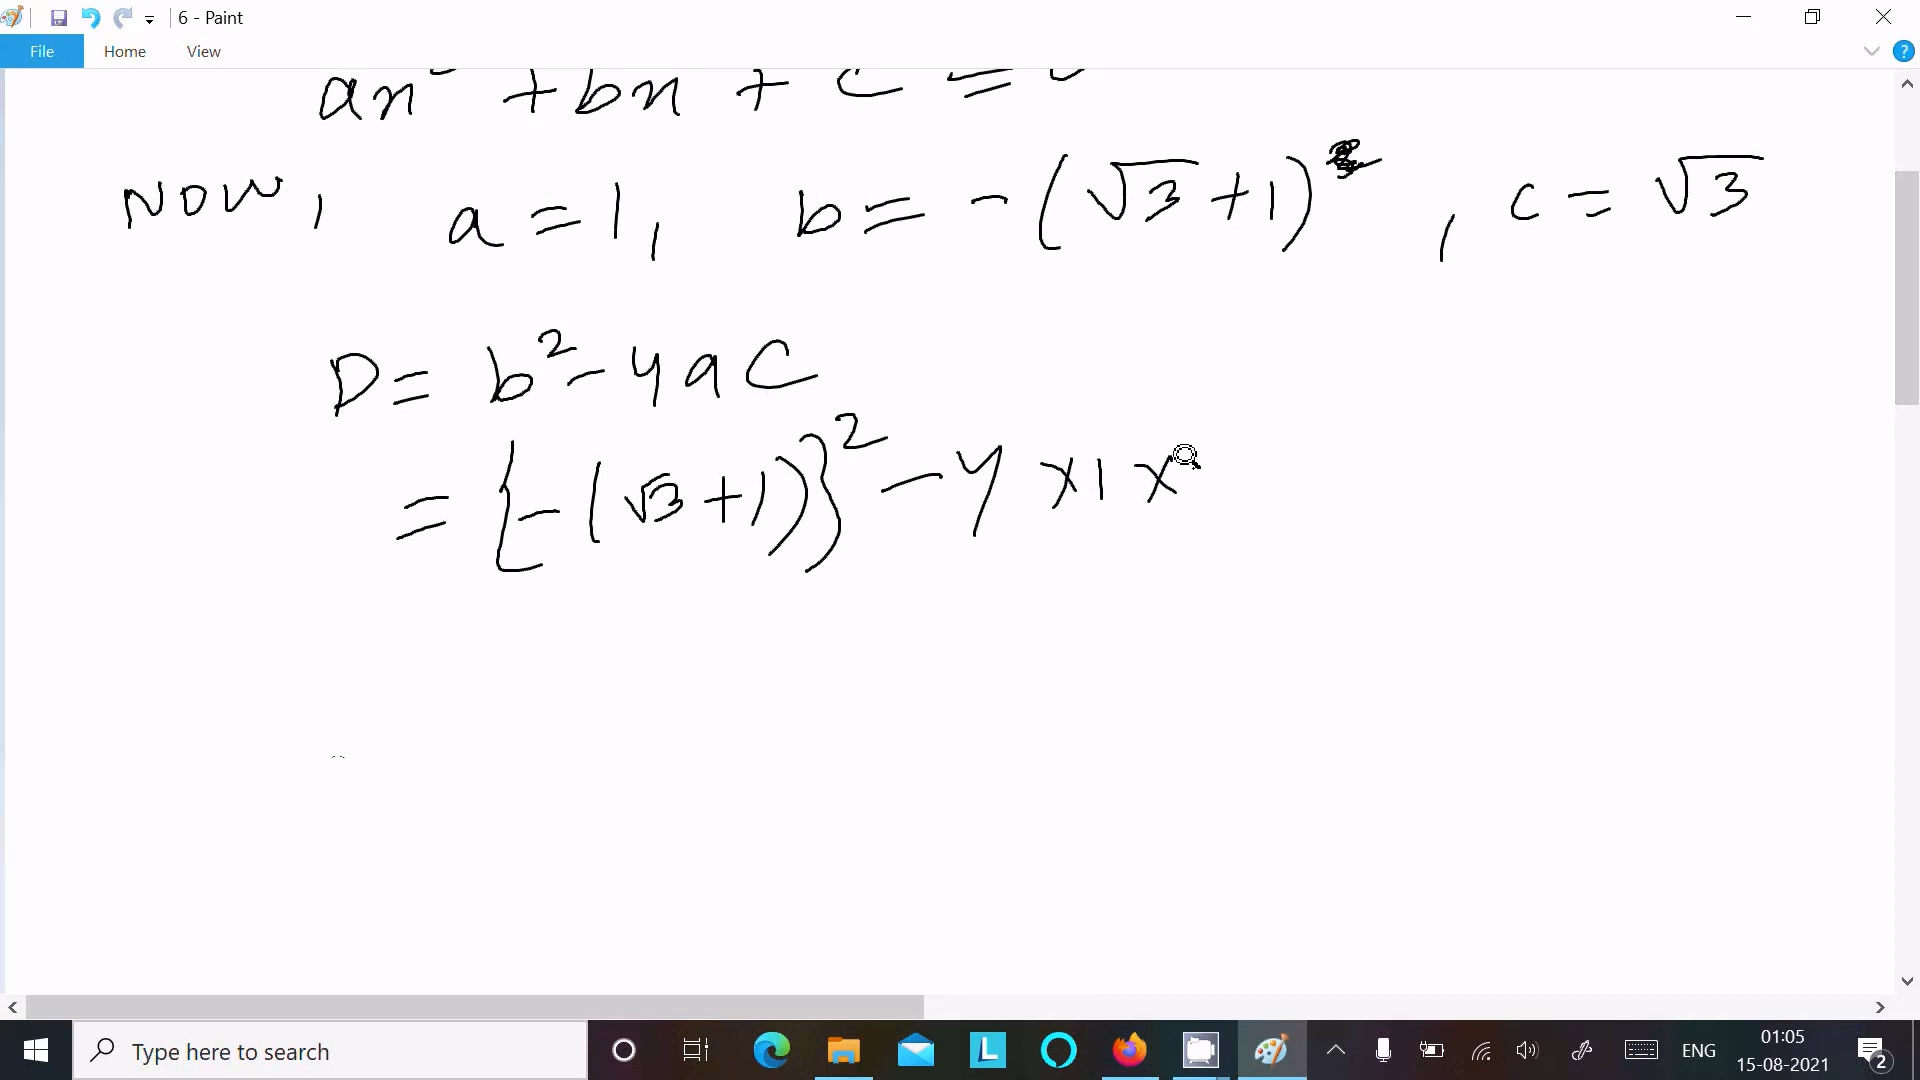 6 - Paint
File Home View
ax² + bx + c = 0
NOW, a = 1, b = -(√3 + 1) , c = √3
D = b² - 4ac
= {-(√3 + 1)}² - 4 × 1 ×
Type here to search
ENG
01:05
15-08-2021
2